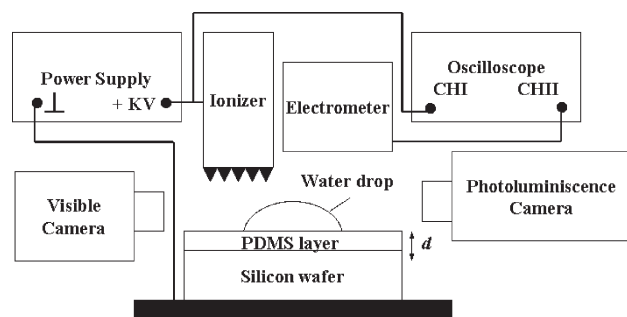 Power Supply
+ KV
Ionizer
Electrometer
Oscilloscope
CHI
CHII
Visible
Camera
Water drop
Photoluminiscence
Camera
PDMS layer
d
Silicon wafer